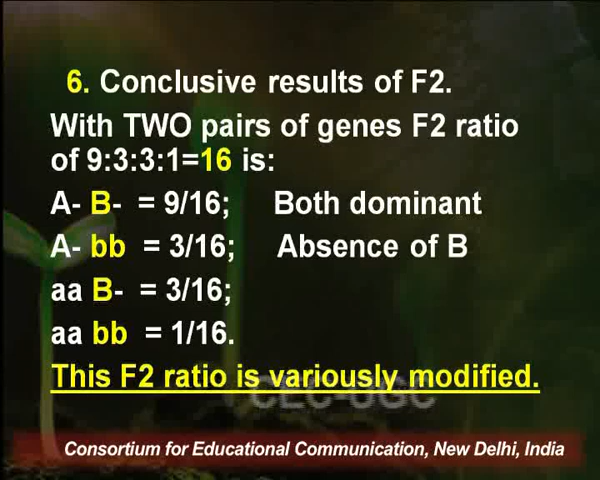 6. Conclusive results of F2.
With TWO pairs of genes F2 ratio
of 9:3:3:1=16 is:
A- B- = 9/16; Both dominant
A- bb = 3/16; Absence of B
aa B- = 3/16;
aa bb = 1/16.
This F2 ratio is variously modified.
CEC-UGC
Consortium for Educational Communication, New Delhi, India